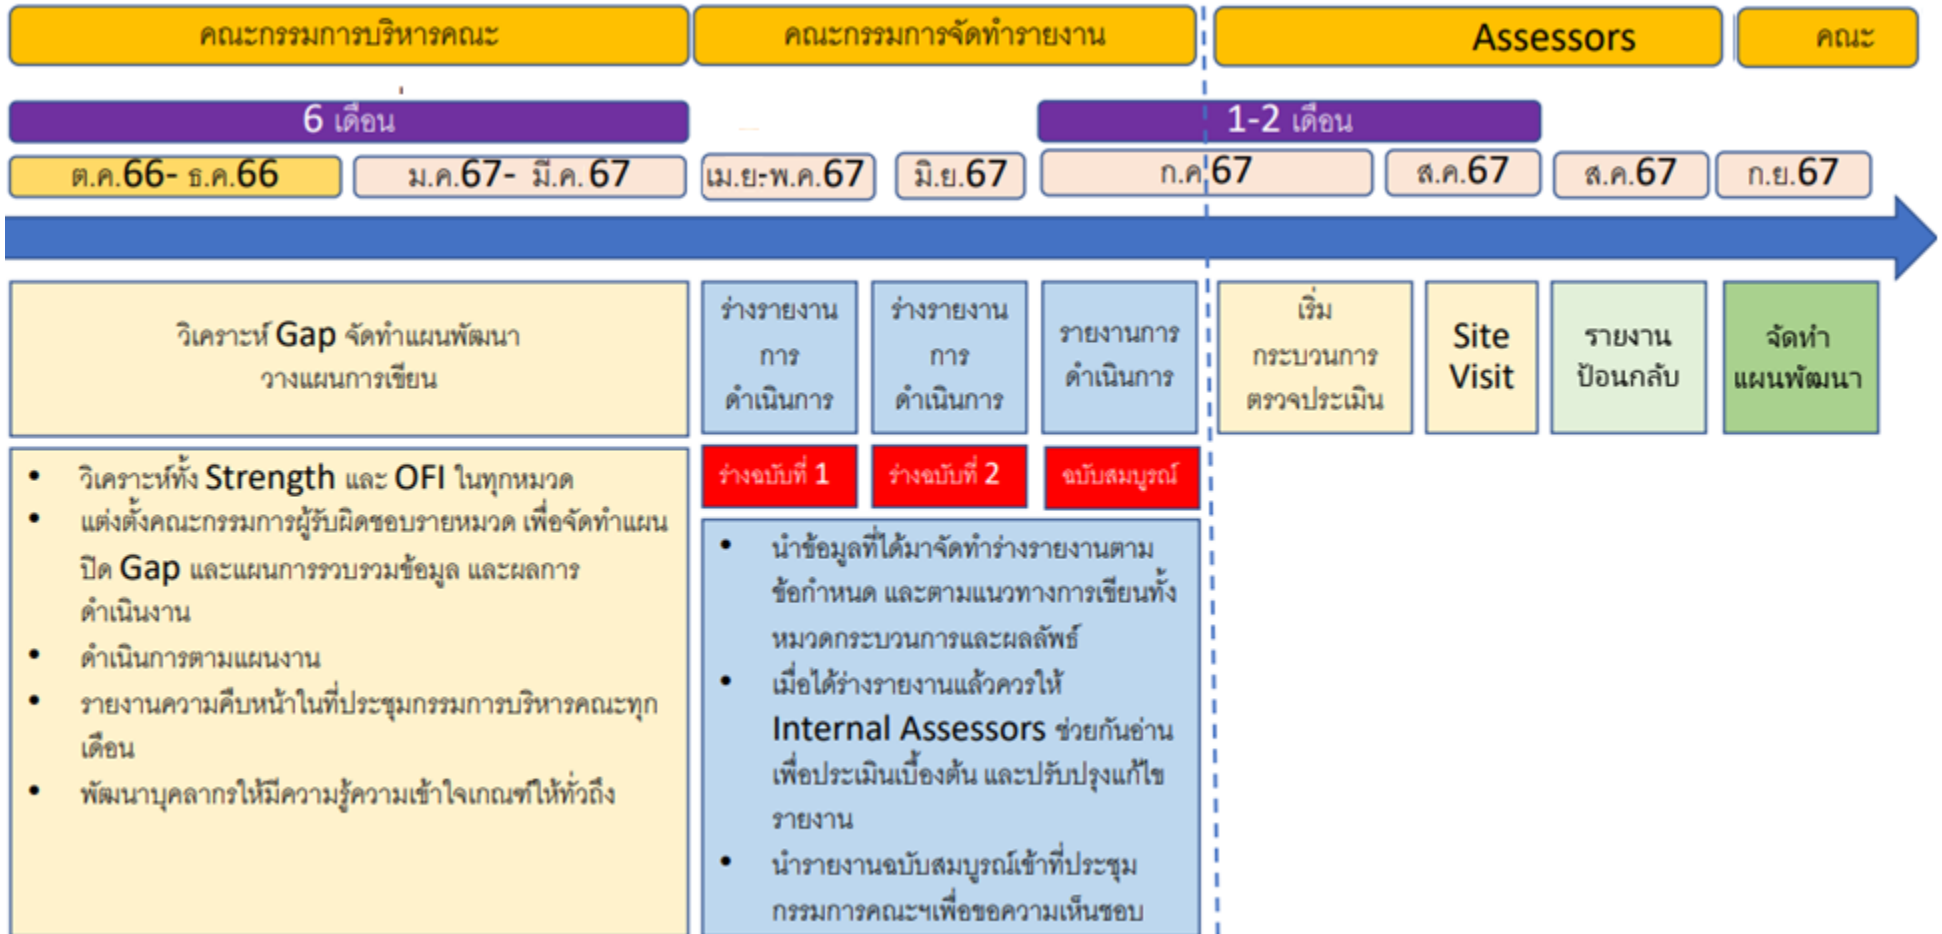 คณะกรรมการบริหารคณะ
คณะกรรมการจัดทำรายงาน
Assessors
คณะ
6 เดือน
1-2 เดือน
ต.ค.66- ธ.ค.66
ม.ค.67- มี.ค.67
เม.ย-พ.ค.67
มิ.ย.67
ก.ค.67
ส.ค.67
ส.ค.67
ก.ย.67
วิเคราะห์ Gap จัดทำแผนพัฒนา
วางแผนการเขียน
ร่างรายงาน
การ
ดำเนินการ
ร่างรายงาน
การ
ดำเนินการ
รายงานการ
ดำเนินการ
เริ่ม
กระบวนการ
ตรวจประเมิน
Site
Visit
รายงาน
ป้อนกลับ
จัดทำ
แผนพัฒนา
• วิเคราะห์ทั้ง Strength และ OFI ในทุกหมวด
• แต่งตั้งคณะกรรมการผู้รับผิดชอบรายหมวด เพื่อจัดทำแผน
ปิด Gap และแผนการรวบรวมข้อมูล และผลการ
ดำเนินงาน
• ดำเนินการตามแผนงาน
• รายงานความคืบหน้าในที่ประชุมกรรมการบริหารคณะทุก
เดือน
• พัฒนาบุคลากรให้มีความรู้ความเข้าใจเกณฑ์ให้ทั่วถึง
ร่างฉบับที่ 1
ร่างฉบับที่ 2
ฉบับสมบูรณ์
• นำข้อมูลที่ได้มาจัดทำร่างรายงานตาม
ข้อกำหนด และตามแนวทางการเขียนทั้ง
หมวดกระบวนการและผลลัพธ์
• เมื่อได้ร่างรายงานแล้วควรให้
Internal Assessors ช่วยกันอ่าน
เพื่อประเมินเบื้องต้น และปรับปรุงแก้ไข
รายงาน
• นำรายงานฉบับสมบูรณ์เข้าที่ประชุม
กรรมการคณะฯเพื่อขอความเห็นชอบ